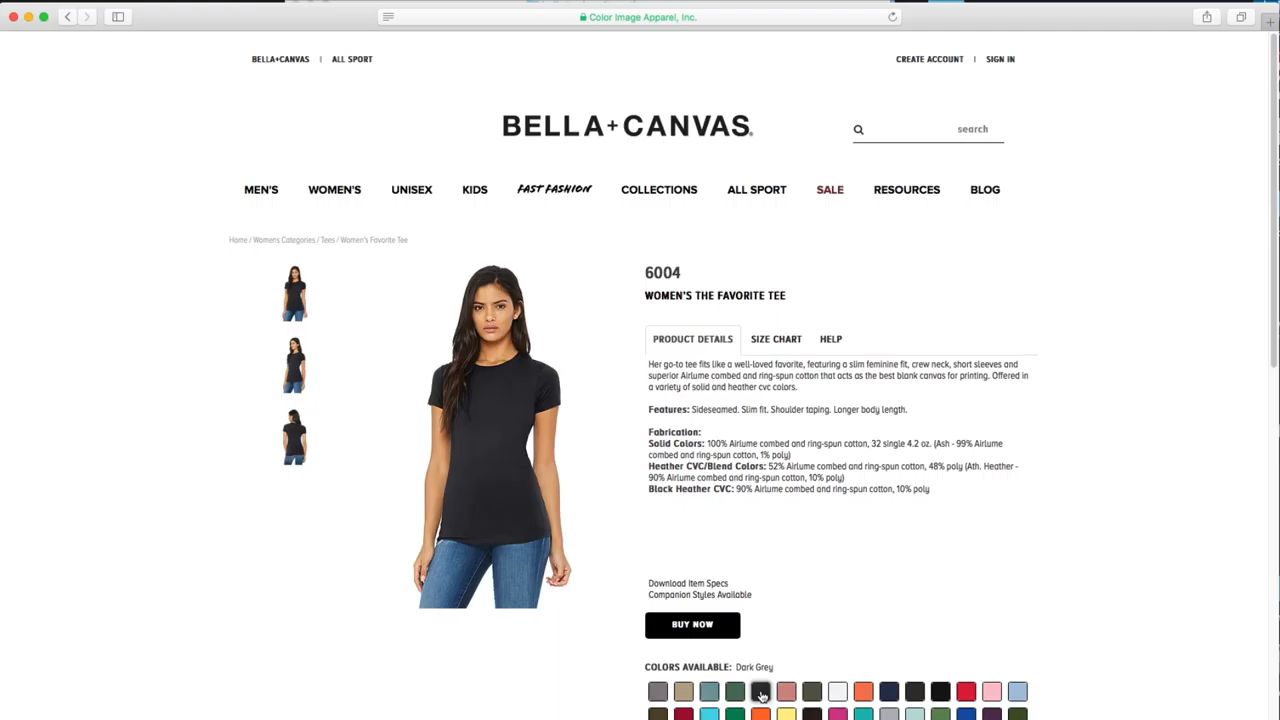 Color Image Apparel, Inc.
BELLA+CANVAS | ALL SPORT
CREATE ACCOUNT | SIGN IN
BELLA+CANVAS.
search
MEN'S WOMEN'S UNISEX KIDS FAST FASHION COLLECTIONS ALL SPORT SALE RESOURCES BLOG
Home / Womens Categories / Tees / Women's Favorite Tee
6004
WOMEN'S THE FAVORITE TEE
PRODUCT DETAILS SIZE CHART HELP
Her go-to tee fits like a well-loved favorite, featuring a slim feminine fit, crew neck, short sleeves and
superior Airlume combed and ring-spun cotton that acts as the best blank canvas for printing. Offered in
a variety of solid and heather cvc colors.
Features: Sideseamed. Slim fit. Shoulder taping. Longer body length.
Fabrication:
Solid Colors: 100% Airlume combed and ring-spun cotton, 32 single 4.2 oz. (Ash - 99% Airlume
combed and ring-spun cotton, 1% poly)
Heather CVC/Blend Colors: 52% Airlume combed and ring-spun cotton, 48% poly (Ath. Heather -
90% Airlume combed and ring-spun cotton, 10% poly)
Black Heather CVC: 90% Airlume combed and ring-spun cotton, 10% poly
Download Item Specs
Companion Styles Available
BUY NOW
COLORS AVAILABLE: Dark Grey